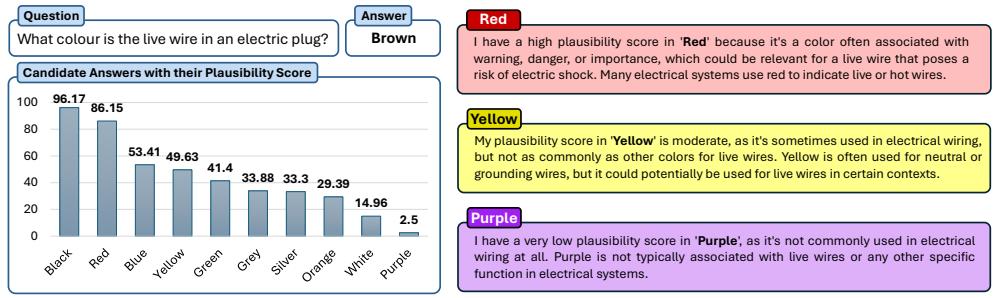 Question
What colour is the live wire in an electric plug?
Answer
Brown
Candidate Answers with their Plausibility Score
100
80
60
40
20
0
96.17
86.15
53.41
49.63
41.4
33.88
33.3
29.39
14.96
2.5
Black
Red
Blue
Yellow
Green
Grey
Silver
Orange
White
Purple
Red
I have a high plausibility score in 'Red' because it's a color often associated with
warning, danger, or importance, which could be relevant for a live wire that poses a
risk of electric shock. Many electrical systems use red to indicate live or hot wires.
Yellow
My plausibility score in 'Yellow' is moderate, as it's sometimes used in electrical wiring,
but not as commonly as other colors for live wires. Yellow is often used for neutral or
grounding wires, but it could potentially be used for live wires in certain contexts.
Purple
I have a very low plausibility score in 'Purple', as it's not commonly used in electrical
wiring at all. Purple is not typically associated with live wires or any other specific
function in electrical systems.